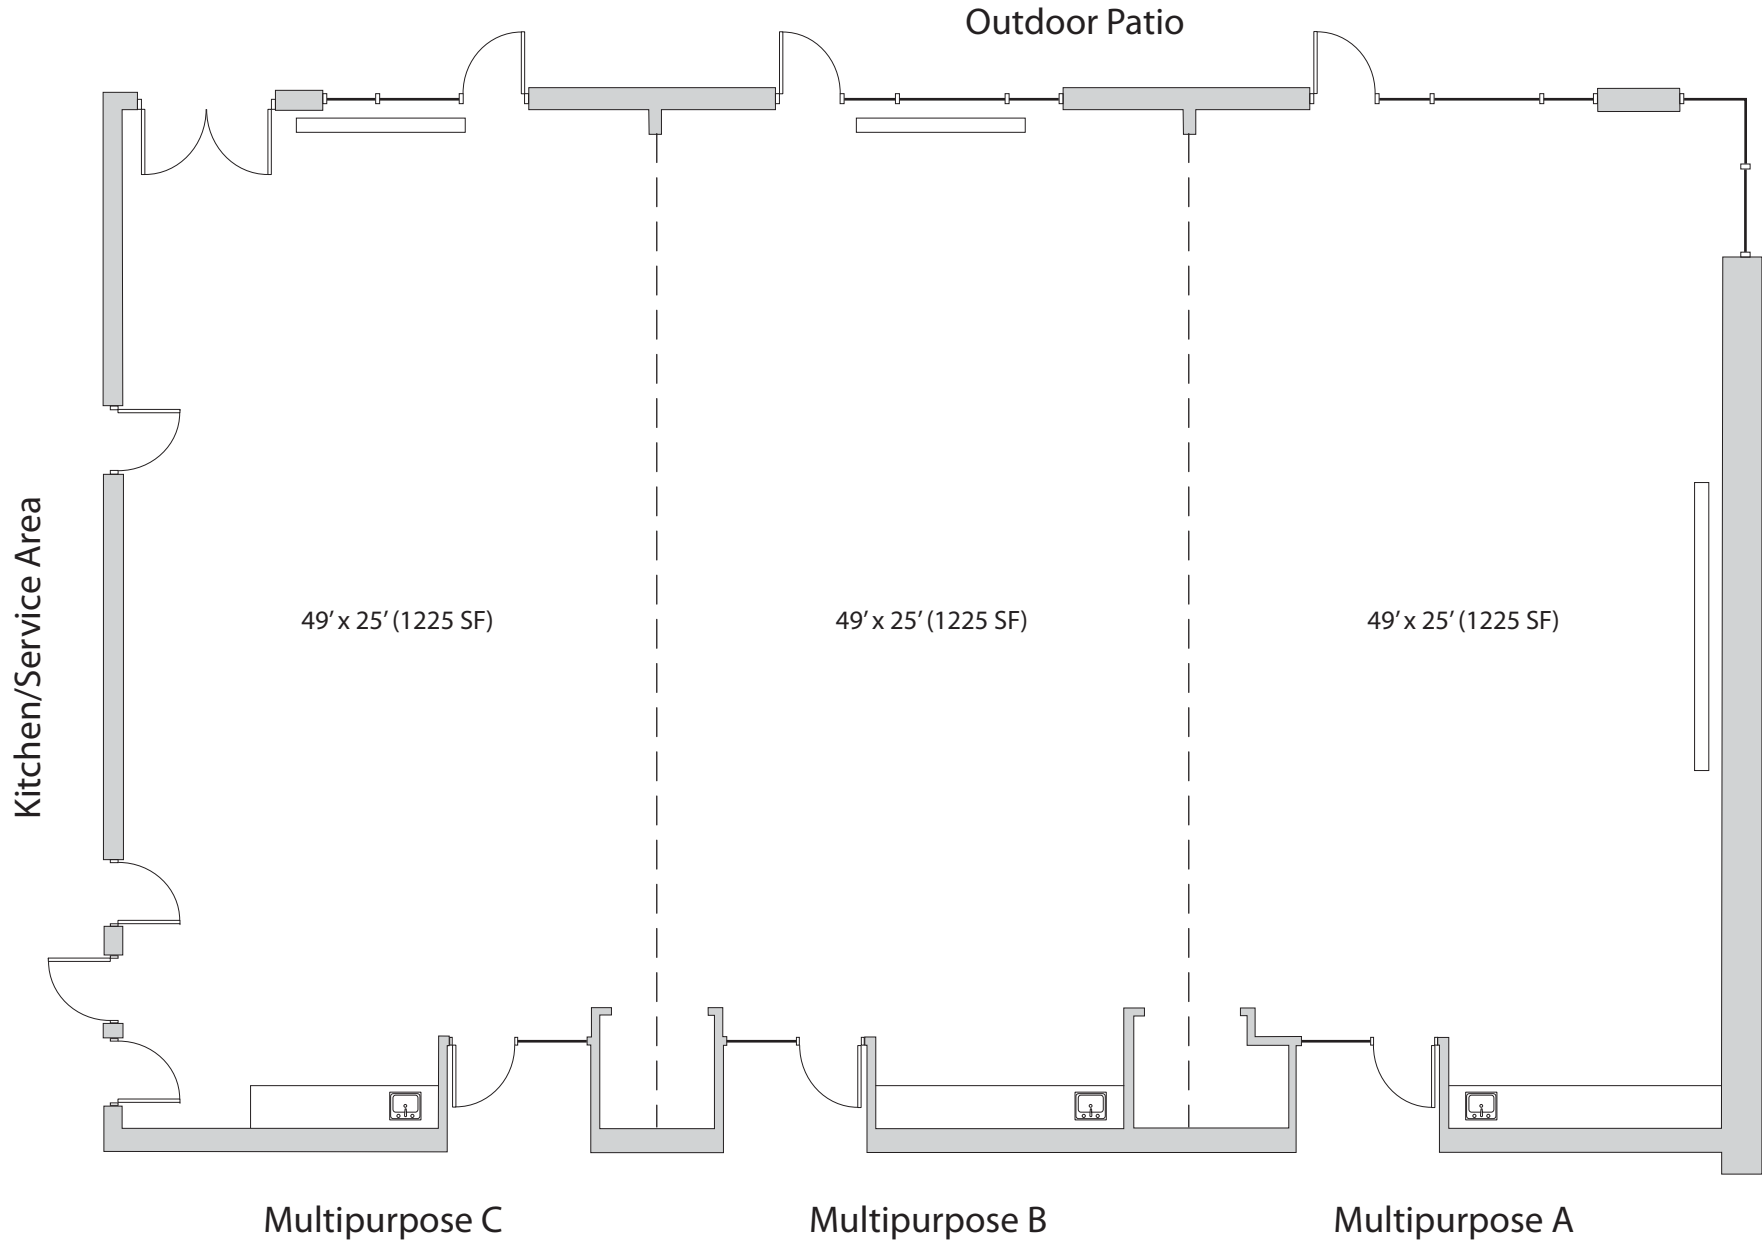 Outdoor Patio
Kitchen/Service Area
49’ x 25’ (1225 SF)
49’ x 25’ (1225 SF)
49’ x 25’ (1225 SF)
Multipurpose C
Multipurpose B
Multipurpose A